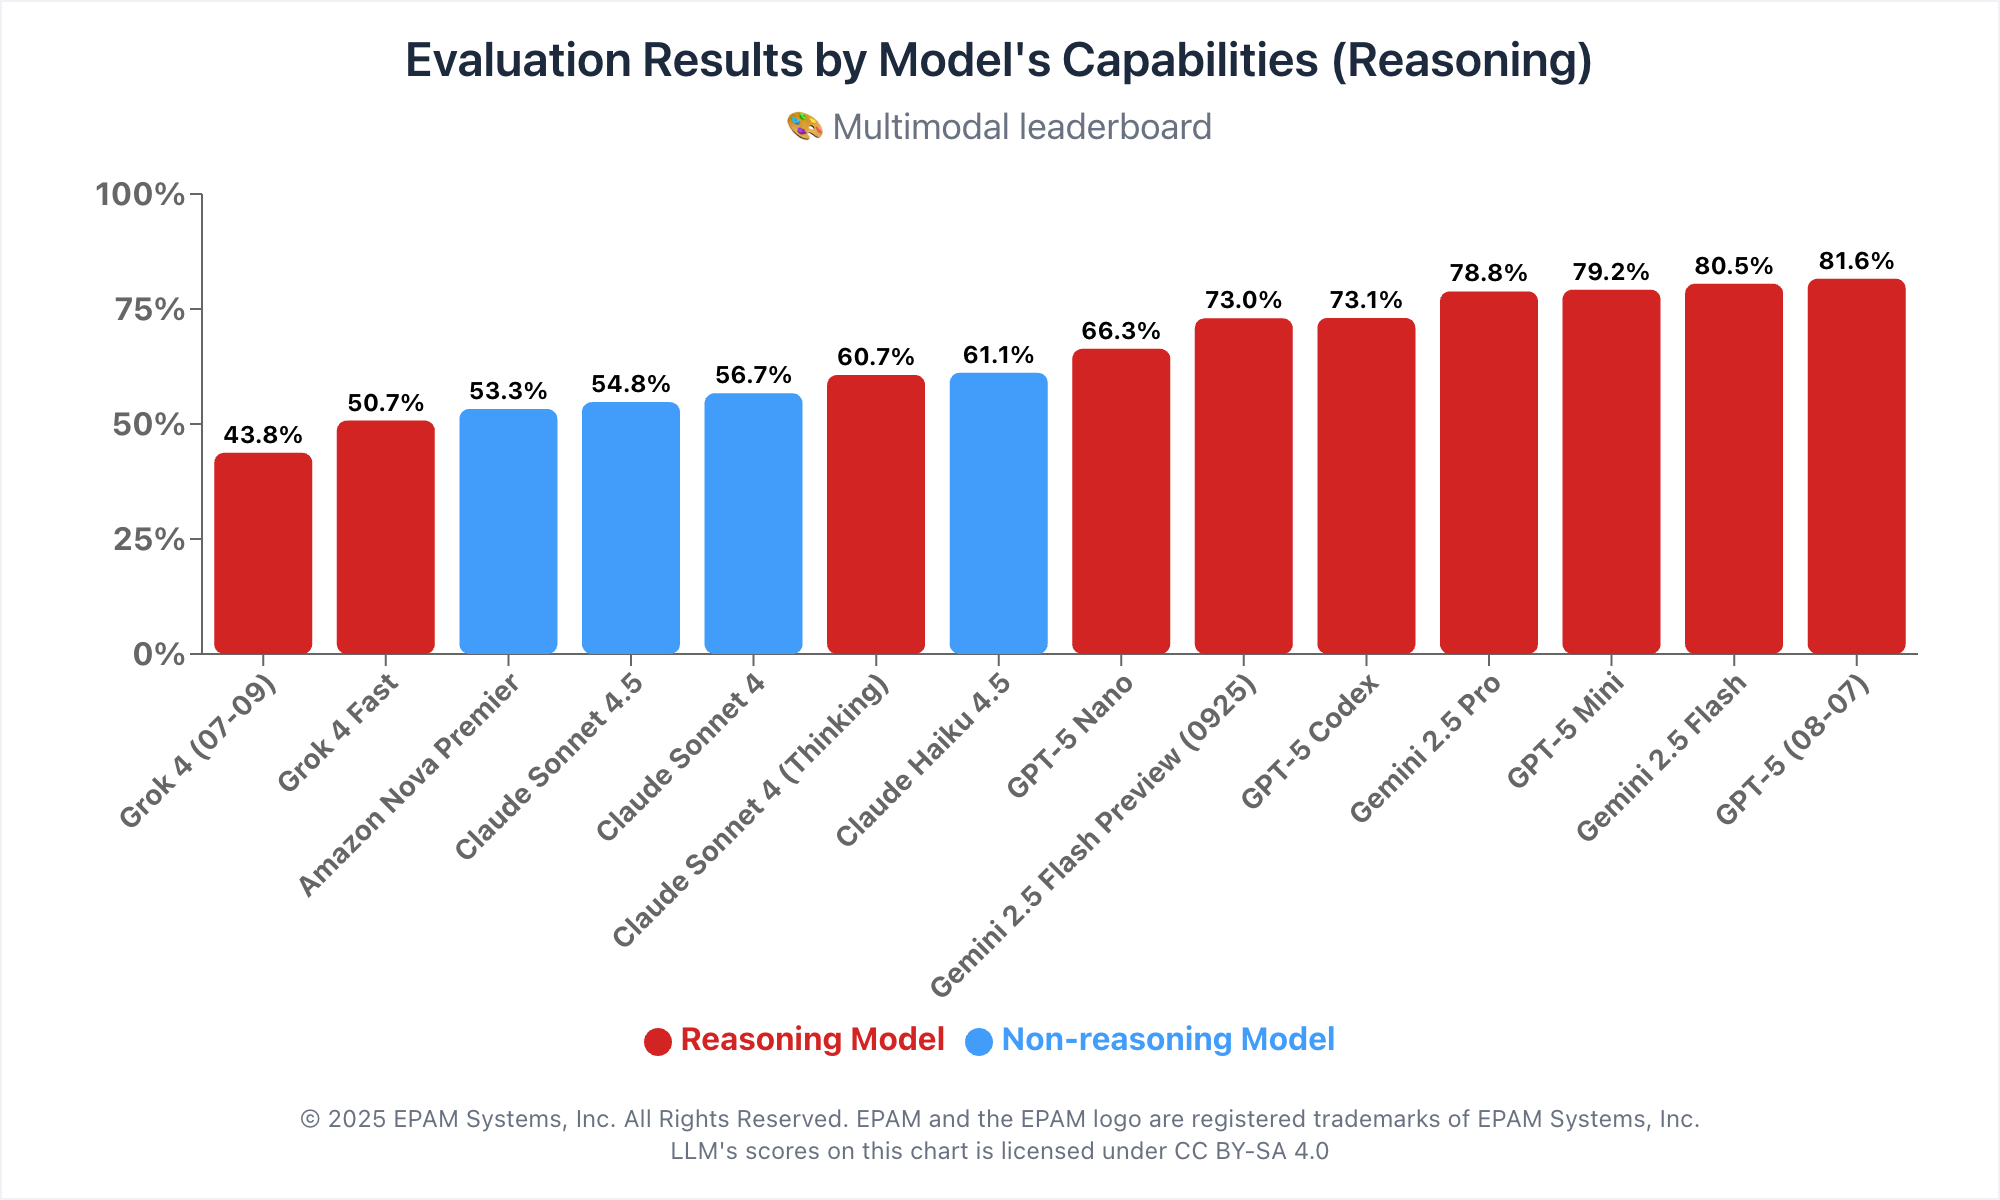 Evaluation Results by Model's Capabilities (Reasoning)
🎨 Multimodal leaderboard
100%
75%
50%
25%
0%
43.8%
50.7%
53.3%
54.8%
56.7%
60.7%
61.1%
66.3%
73.0%
73.1%
78.8%
79.2%
80.5%
81.6%
Grok 4 (07-09)
Grok 4 Fast
Amazon Nova Premier
Claude Sonnet 4.5
Claude Sonnet 4
Claude Sonnet 4 (Thinking)
Claude Haiku 4.5
GPT-5 Nano
Gemini 2.5 Flash Preview (0925)
GPT-5 Codex
Gemini 2.5 Pro
GPT-5 Mini
Gemini 2.5 Flash
GPT-5 (08-07)
Reasoning Model
Non-reasoning Model
© 2025 EPAM Systems, Inc. All Rights Reserved. EPAM and the EPAM logo are registered trademarks of EPAM Systems, Inc.
LLM's scores on this chart is licensed under CC BY-SA 4.0